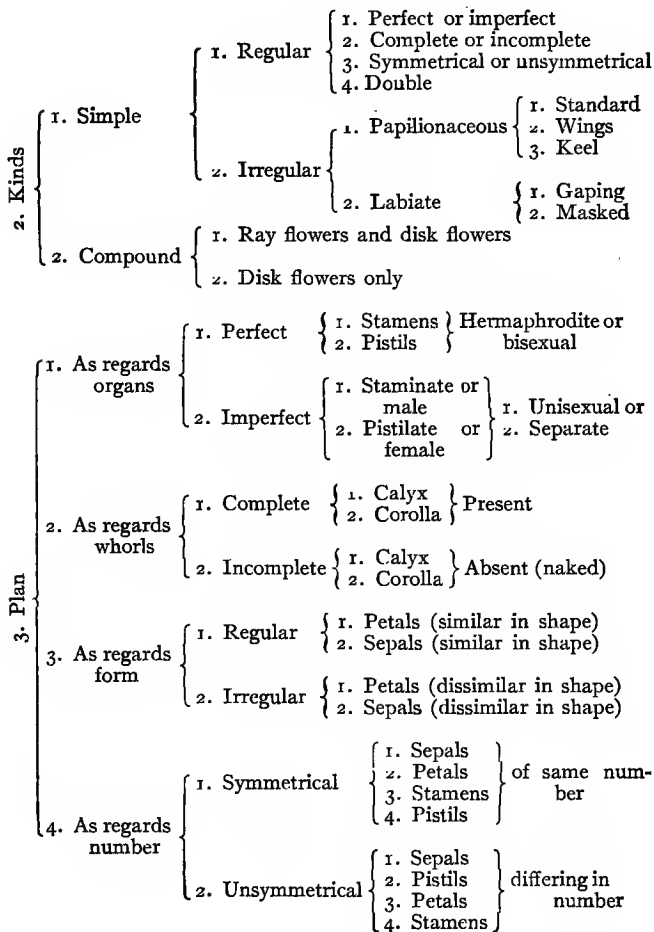 2. Kinds
1. Simple
1. Regular
1. Perfect or imperfect
2. Complete or incomplete
3. Symmetrical or unsymmetrical
4. Double
2. Irregular
1. Papilionaceous
1. Standard
2. Wings
3. Keel
2. Labiate
1. Gaping
2. Masked
2. Compound
1. Ray flowers and disk flowers
2. Disk flowers only
3. Plan
1. As regards
organs
1. Perfect
1. Stamens
2. Pistils
Hermaphrodite or
bisexual
2. Imperfect
1. Staminate or
male
2. Pistilate or
female
1. Unisexual or
2. Separate
2. As regards
whorls
1. Complete
1. Calyx
2. Corolla
Present
2. Incomplete
1. Calyx
2. Corolla
Absent (naked)
3. As regards
form
1. Regular
1. Petals (similar in shape)
2. Sepals (similar in shape)
2. Irregular
1. Petals (dissimilar in shape)
2. Sepals (dissimilar in shape)
4. As regards
number
1. Symmetrical
1. Sepals
2. Petals
3. Stamens
4. Pistils
of same num-
ber
2. Unsymmetrical
1. Sepals
2. Pistils
3. Petals
4. Stamens
differing in
number